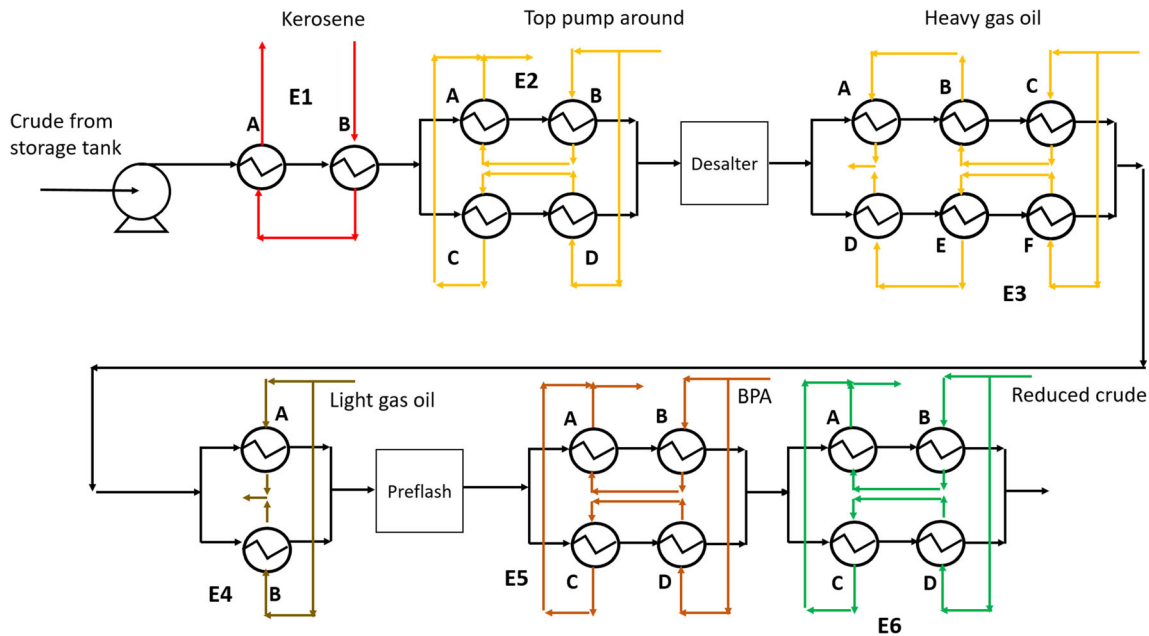 Kerosene
Top pump around
Heavy gas oil
E1
E2
A
B
A
B
A
B
C
Crude from
storage tank
Desalter
C
D
D
E
F
E3
Light gas oil
BPA
Reduced crude
A
A
B
A
B
Preflash
E4
B
E5
C
D
C
D
E6